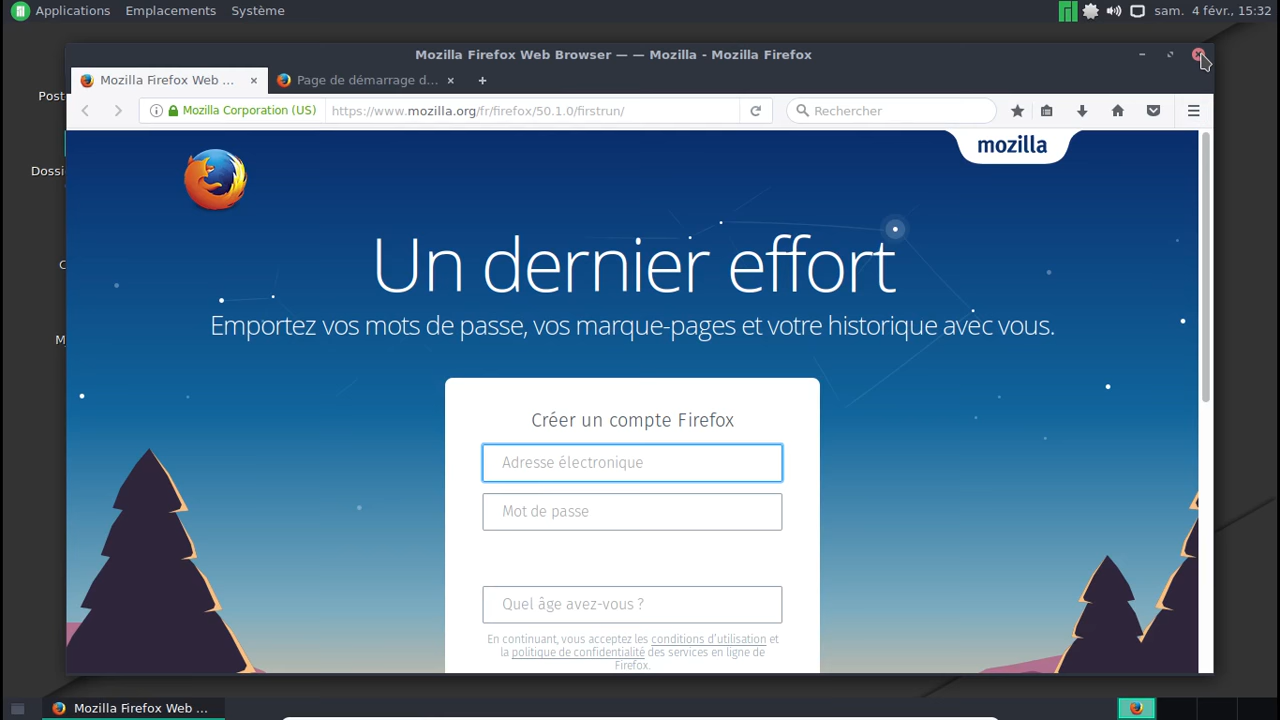 Applications Emplacements Système sam. 4 févr., 15:32
Mozilla Firefox Web Browser — — Mozilla - Mozilla Firefox
Mozilla Firefox Web ... Page de démarrage d...
Mozilla Corporation (US) https://www.mozilla.org/fr/firefox/50.1.0/firstrun/ Rechercher
Post
Dossi
C
M
mozilla
Un dernier effort
Emportez vos mots de passe, vos marque-pages et votre historique avec vous.
Créer un compte Firefox
Adresse électronique
Mot de passe
Quel âge avez-vous ?
En continuant, vous acceptez les conditions d'utilisation et
la politique de confidentialité des services en ligne de
Firefox.
Mozilla Firefox Web ...